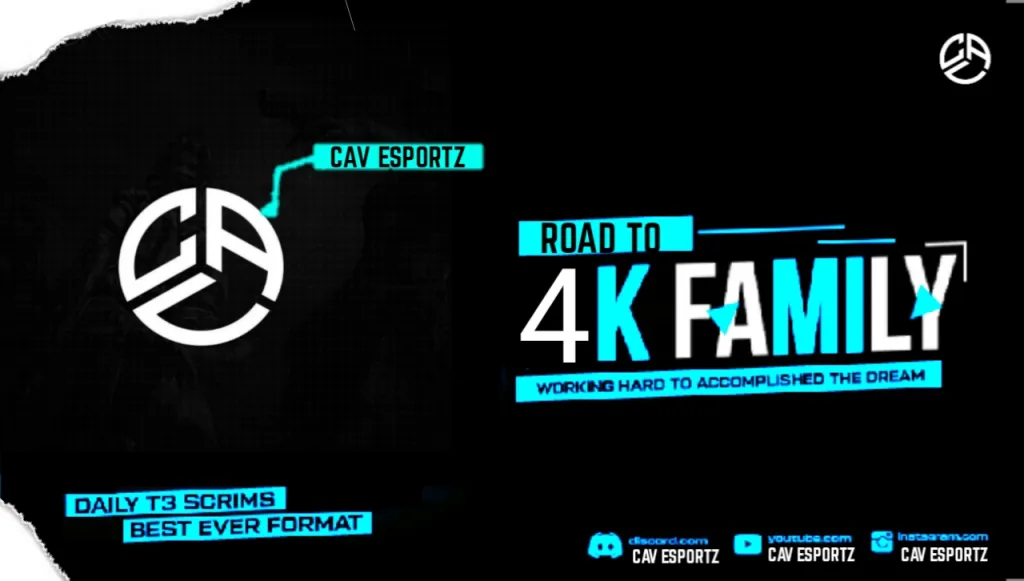 CAV ESPORTZ
ROAD TO
4K FAMILY
WORKING HARD TO ACCOMPLISHED THE DREAM
DAILY T3 SCRIMS
BEST EVER FORMAT
discord.com
CAV ESPORTZ
youtube.com
CAV ESPORTZ
instagram.com
CAV ESPORTZ